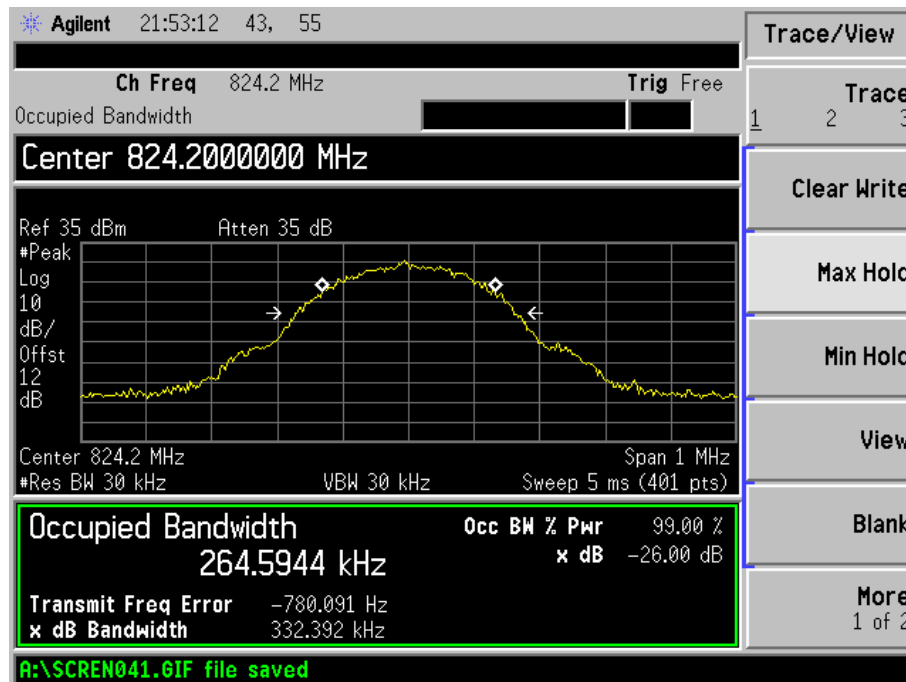 Agilent 21:53:12 43, 55
Trace/View
Ch Freq 824.2 MHz Trig Free
Occupied Bandwidth
Trace
1 2 3
Center 824.2000000 MHz
Clear Write
Ref 35 dBm Atten 35 dB
#Peak
Log
10
dB/
Offst
12
dB
Max Hold
Min Hold
Center 824.2 MHz Span 1 MHz
#Res BW 30 kHz VBW 30 kHz Sweep 5 ms (401 pts)
View
Occupied Bandwidth Occ BW % Pwr 99.00 %
264.5944 kHz x dB -26.00 dB
Blank
Transmit Freq Error -780.091 Hz
x dB Bandwidth 332.392 kHz
More
1 of 2
A:\SCREN041.GIF file saved